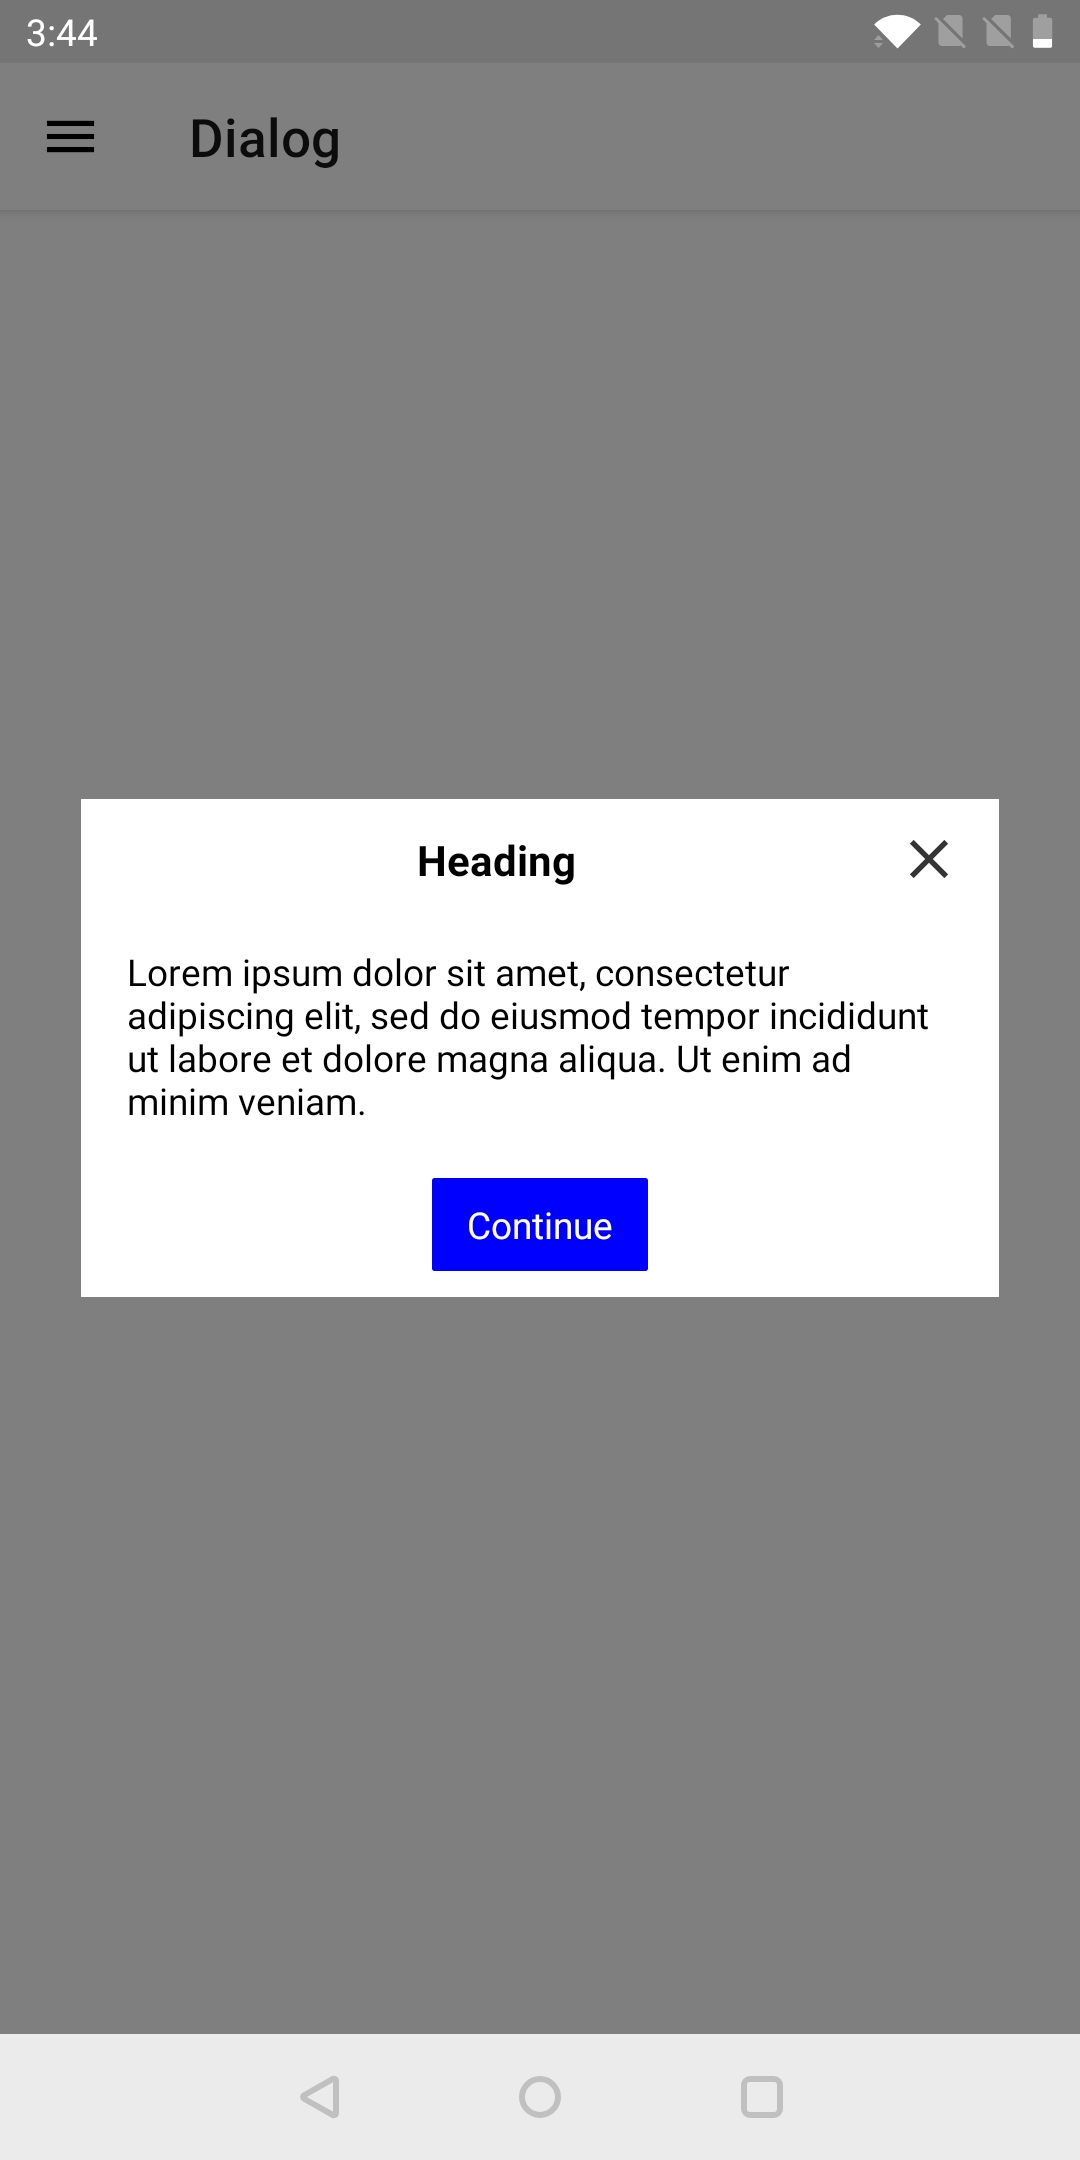 3:44
Dialog
Heading
Lorem ipsum dolor sit amet, consectetur
adipiscing elit, sed do eiusmod tempor incididunt
ut labore et dolore magna aliqua. Ut enim ad
minim veniam.
Continue